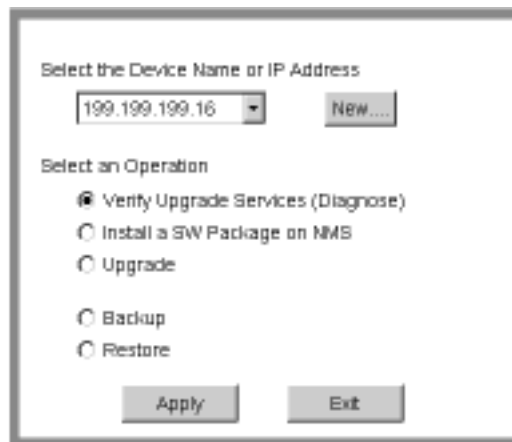 Select the Device Name or IP Address
199.199.199.16 New....
Select an Operation
Verify Upgrade Services (Diagnose)
Install a SW Package on NMS
Upgrade
Backup
Restore
Apply Exit